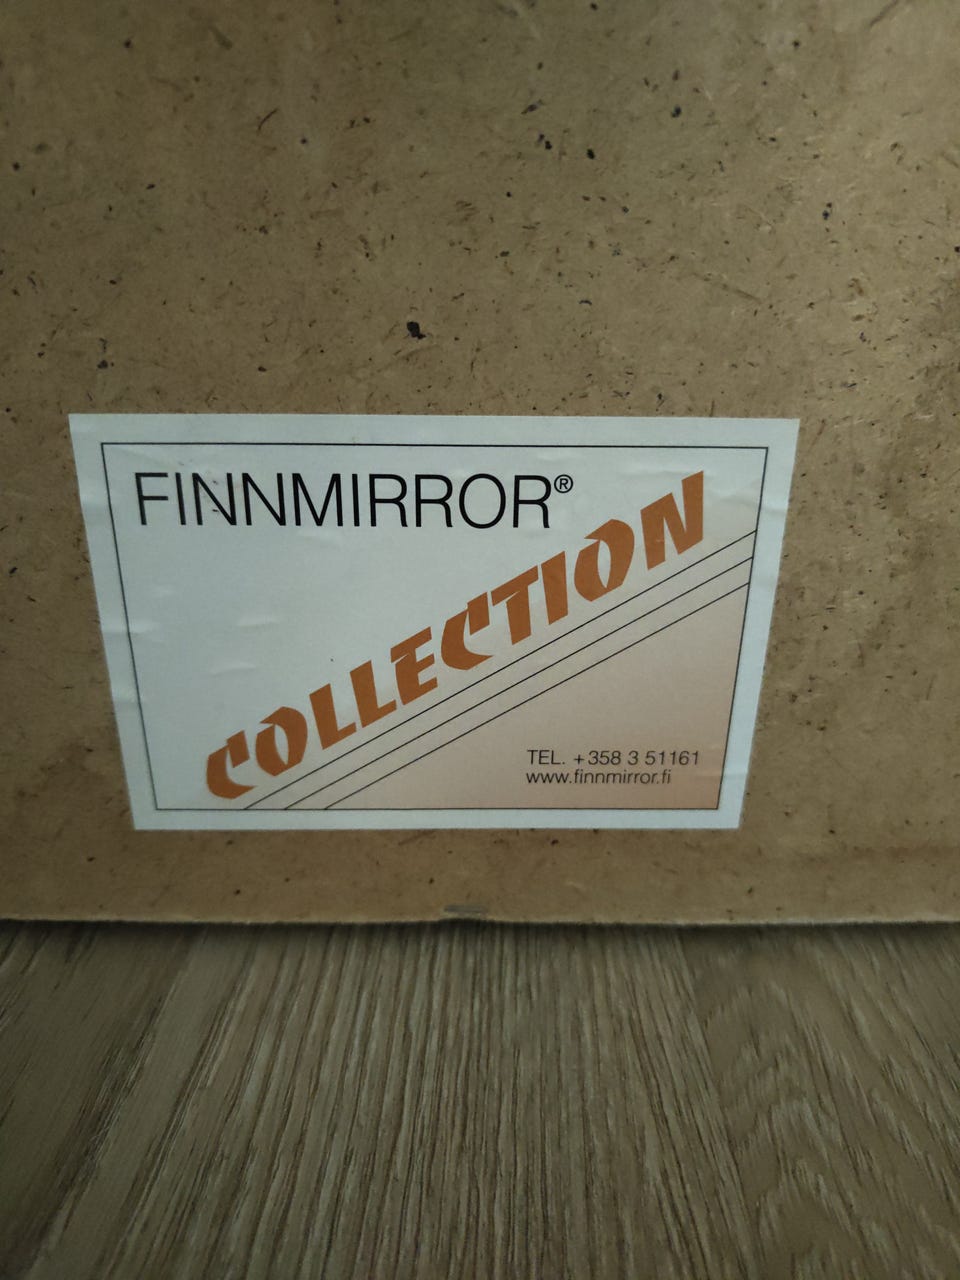 FINNMIRROR®
COLLECTION
TEL. +358 3 51161
www.finnmirror.fi